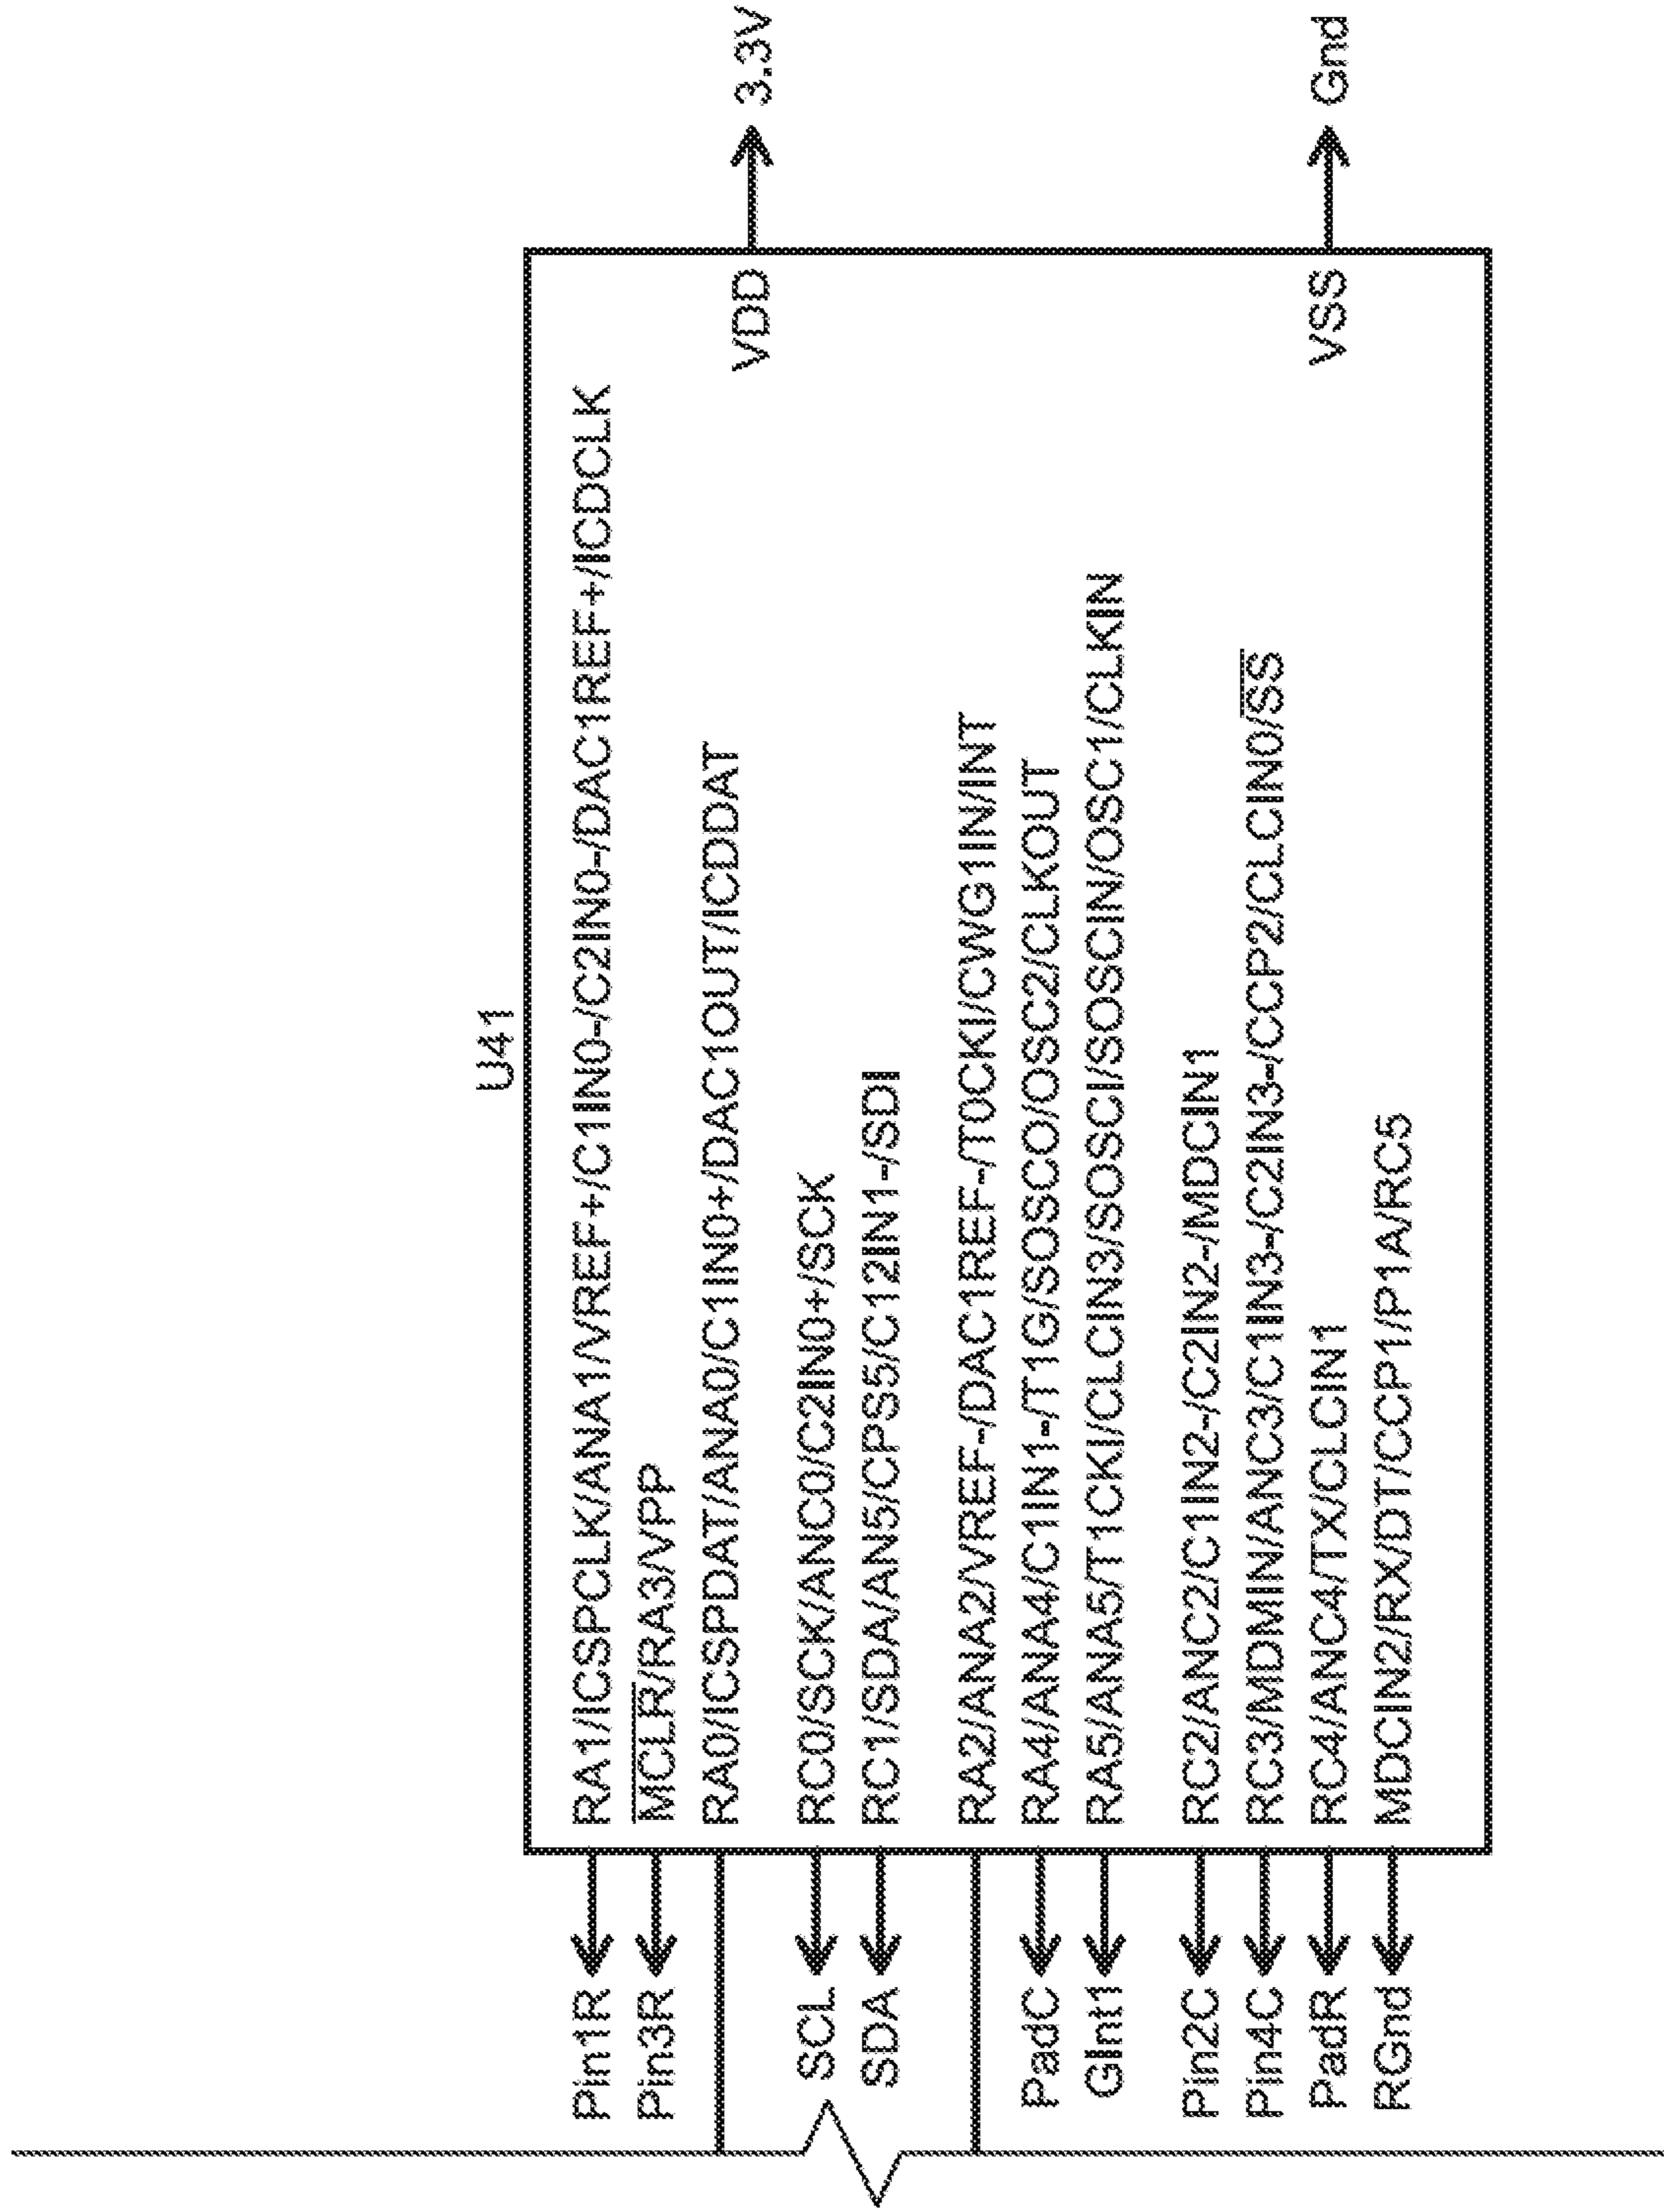 U41
Pin1R RA1/ICSPCLK/ANA1/VREF+/C1IN0-/C2IN0-/DAC1REF+/ICDCLK
Pin3R MCLR/RA3/VPP
RA0/ICSPDAT/ANA0/C1IN0+/DAC1OUT/ICDDAT
VDD 3.3V
SCL RC0/SCK/ANC0/C2IN0+/SCK
SDA RC1/SDA/AN5/CPS5/C12IN1-/SDI
RA2/ANA2/VREF-/DAC1REF-/T0CKI/CWG1IN/INT
PadC RA4/ANA4/C1IN1-/T1G/SOSCO/OSC2/CLKOUT
GInt1 RA5/ANA5/T1CKI/CLCIN3/SOSCI/SOSCIN/OSC1/CLKIN
Pin2C RC2/ANC2/C1IN2-/C2IN2-/MDCIN1
Pin4C RC3/MDMIN/ANC3/C1IN3-/C2IN3-/CCP2/CLCIN0/SS
PadR RC4/ANC4/TX/CLCIN1 VSS Gnd
RGnd MDCIN2/RX/DT/CCP1/P1A/RC5